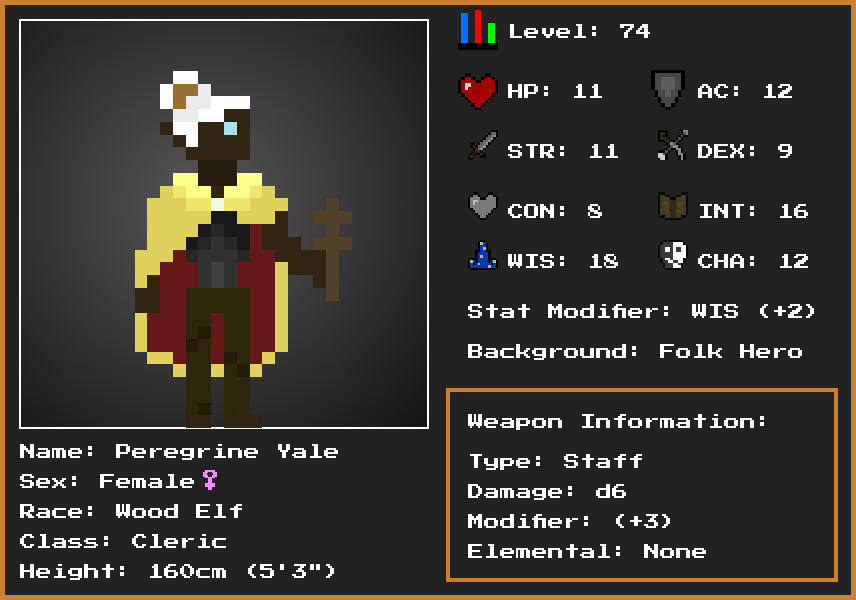 Level: 74
HP: 11
AC: 12
STR: 11
DEX: 9
CON: 8
INT: 16
WIS: 18
CHA: 12
Stat Modifier: WIS (+2)
Background: Folk Hero
Weapon Information:
Type: Staff
Damage: d6
Modifier: (+3)
Elemental: None
Name: Peregrine Yale
Sex: Female♀
Race: Wood Elf
Class: Cleric
Height: 160cm (5'3")